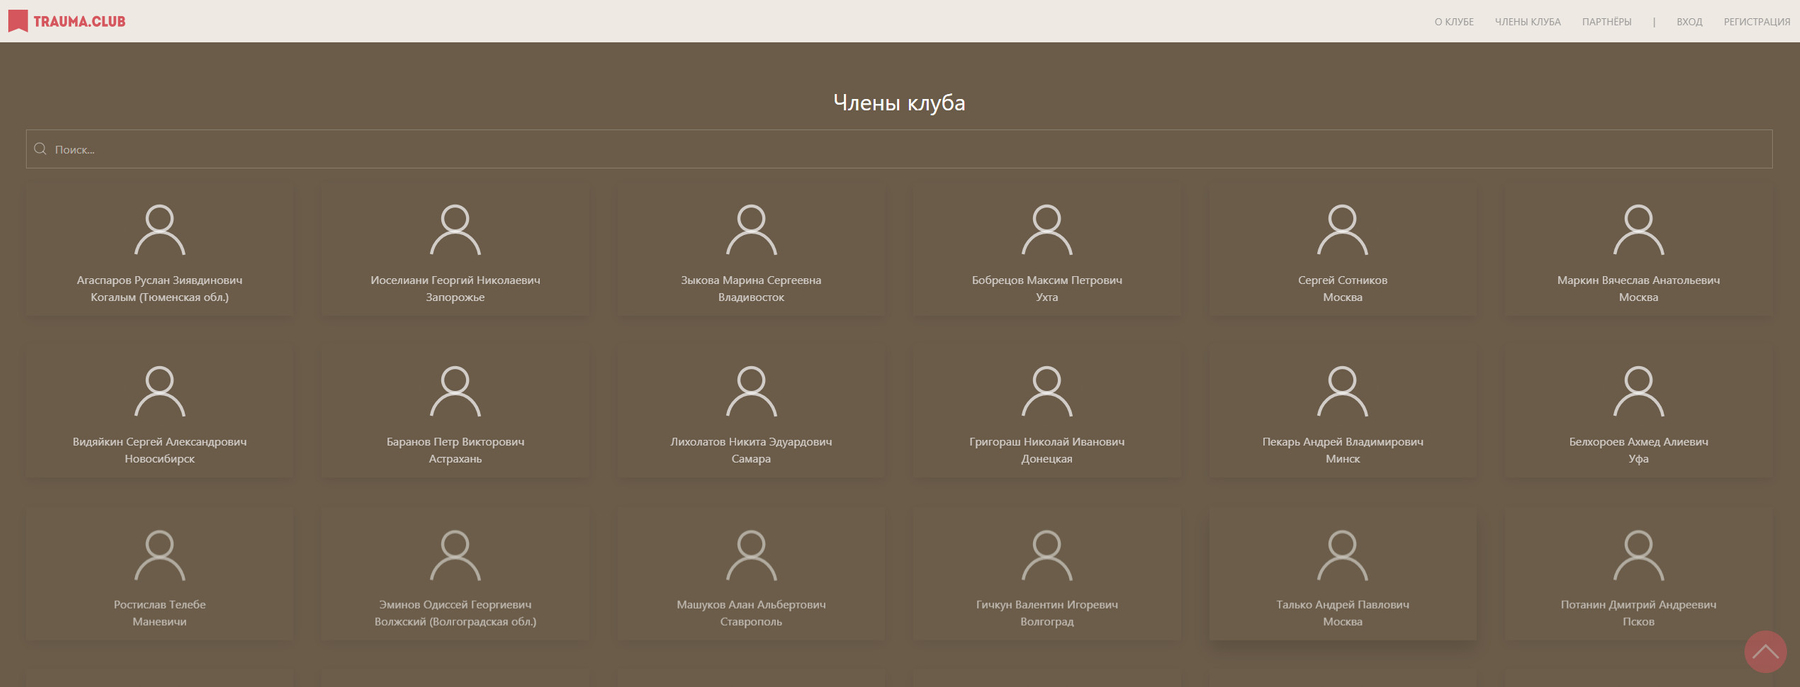 TRAUMA.CLUB
О КЛУБЕ ЧЛЕНЫ КЛУБА ПАРТНЁРЫ | ВХОД РЕГИСТРАЦИЯ
Члены клуба
Поиск...
Агаспаров Руслан Зиявдинович
Когалым (Тюменская обл.)
Иоселиани Георгий Николаевич
Запорожье
Зыкова Марина Сергеевна
Владивосток
Бобрецов Максим Петрович
Ухта
Сергей Сотников
Москва
Маркин Вячеслав Анатольевич
Москва
Видяйкин Сергей Александрович
Новосибирск
Баранов Петр Викторович
Астрахань
Лихолатов Никита Эдуардович
Самара
Григораш Николай Иванович
Донецкая
Пекарь Андрей Владимирович
Минск
Белхороев Ахмед Алиевич
Уфа
Ростислав Телебе
Маневичи
Эминов Одиссей Георгиевич
Волжский (Волгоградская обл.)
Машуков Алан Альбертович
Ставрополь
Гичкун Валентин Игоревич
Волгоград
Талько Андрей Павлович
Москва
Потанин Дмитрий Андреевич
Псков